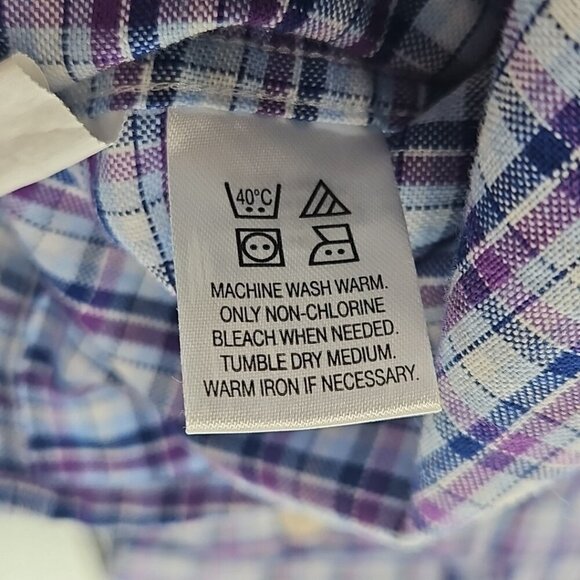 40°C
MACHINE WASH WARM.
ONLY NON-CHLORINE
BLEACH WHEN NEEDED.
TUMBLE DRY MEDIUM.
WARM IRON IF NECESSARY.